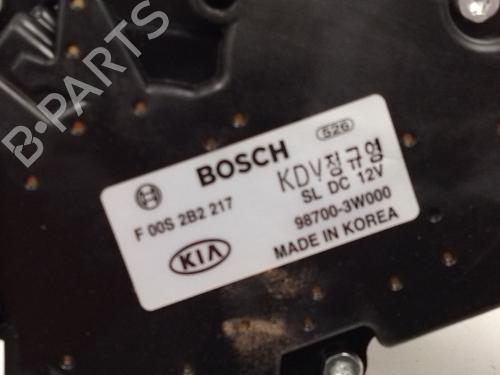 B-PARTS
526
BOSCH
KDV정규영
F 00S 2B2 217
SL DC 12V
98700-3W000
KIA
MADE IN KOREA